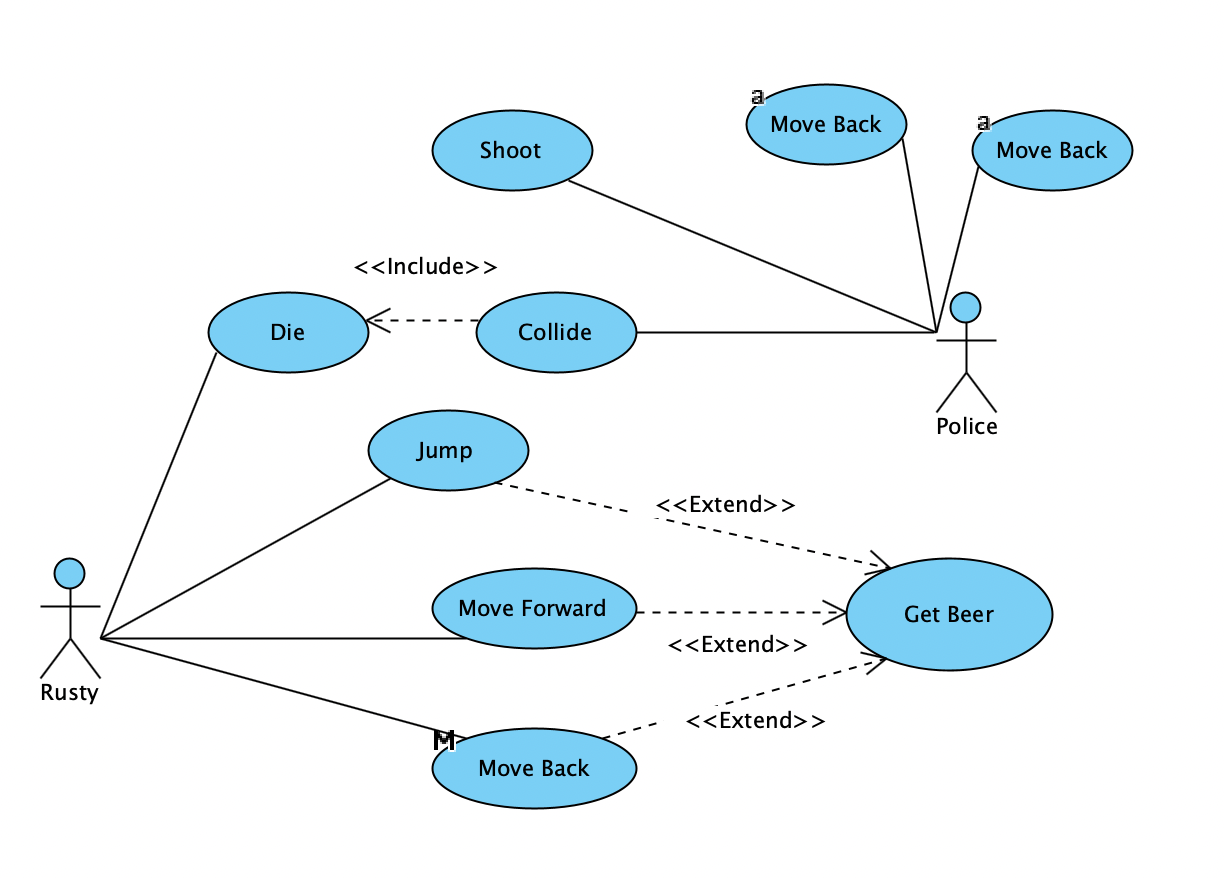 a
Move Back
a
Move Back
Shoot
<<Include>>
Die
Collide
Police
Jump
<<Extend>>
Move Forward
Get Beer
<<Extend>>
Rusty
<<Extend>>
M
Move Back